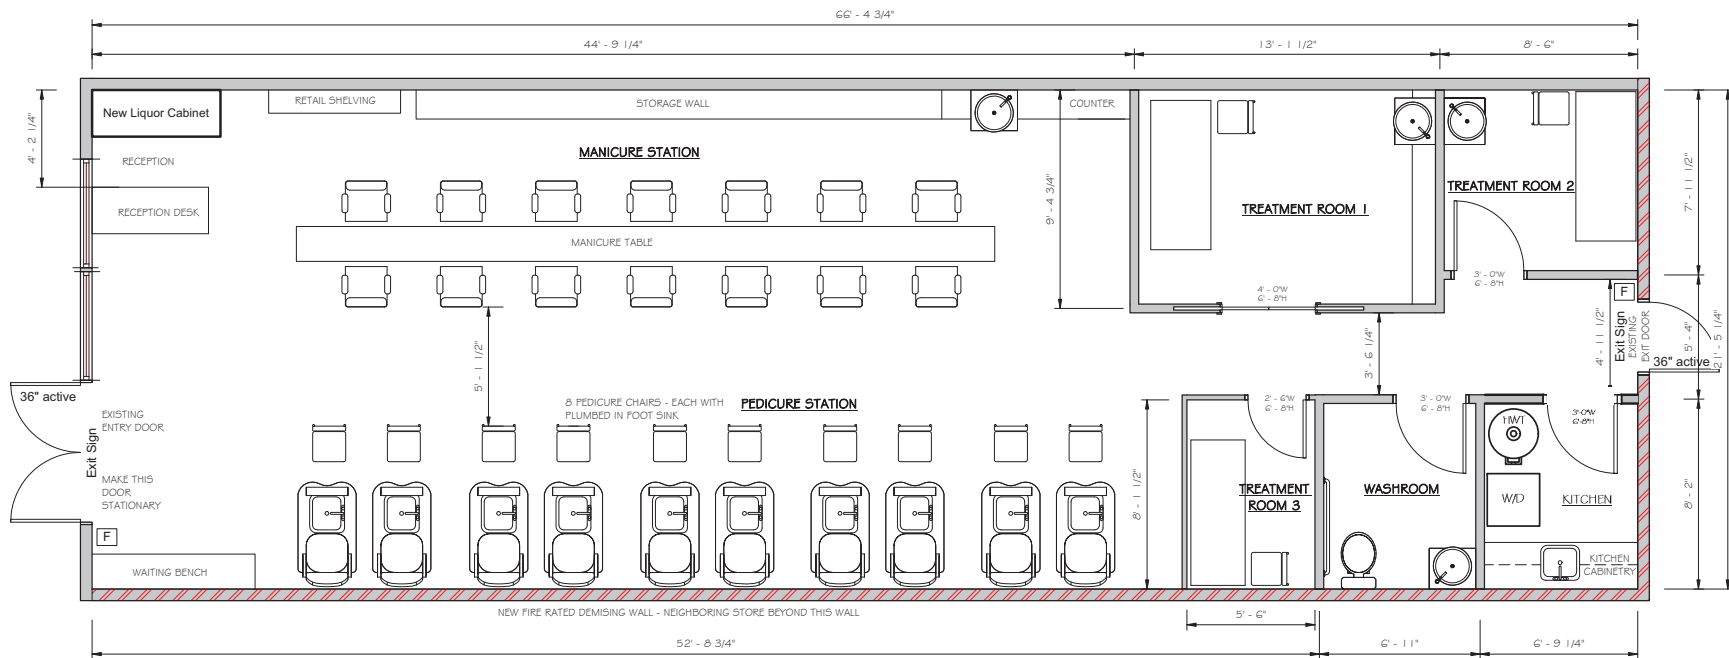 66' - 4 3/4"
44' - 9 1/4"
13' - 1 1/2"
8' - 6"
New Liquor Cabinet
RETAIL SHELVING
STORAGE WALL
COUNTER
4' - 2 1/4"
RECEPTION
RECEPTION DESK
MANICURE STATION
MANICURE TABLE
9' - 4 3/4"
TREATMENT ROOM 1
TREATMENT ROOM 2
7' - 11 1/2"
4' - 0"W
6' - 8"H
3' - 0"W
6' - 8"H
F
Exit Sign
EXISTING
EXIT DOOR
4' - 11 1/2"
5' - 4"
21' - 5 1/4"
36" active
3' - 6 1/4"
5' - 1 1/2"
36" active
EXISTING
ENTRY DOOR
Exit Sign
MAKE THIS
DOOR
STATIONARY
F
WAITING BENCH
8 PEDICURE CHAIRS - EACH WITH
PLUMBED IN FOOT SINK
PEDICURE STATION
2' - 6"W
6' - 8"H
3' - 0"W
6' - 8"H
3'-0"W
6'-8"H
HWT
W/D
8' - 1 1/2"
TREATMENT
ROOM 3
WASHROOM
KITCHEN
8' - 2"
KITCHEN
CABINETRY
NEW FIRE RATED DEMISING WALL - NEIGHBORING STORE BEYOND THIS WALL
5' - 6"
52' - 8 3/4"
6' - 11"
6' - 9 1/4"